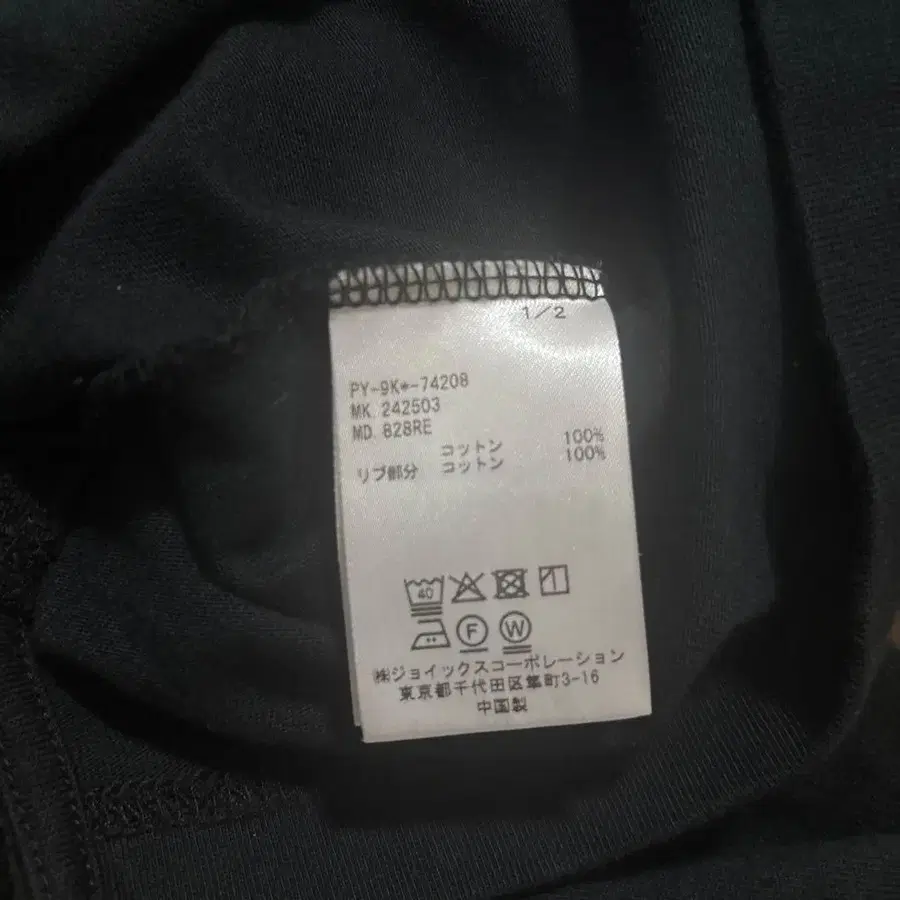 1/2
PY-9K*-74208
MK. 242503
MD. 828RE
コットン 100%
リブ部分 コットン 100%
40
F W
㈱ジョイックスコーポレーション
東京都千代田区隼町3-16
中国製